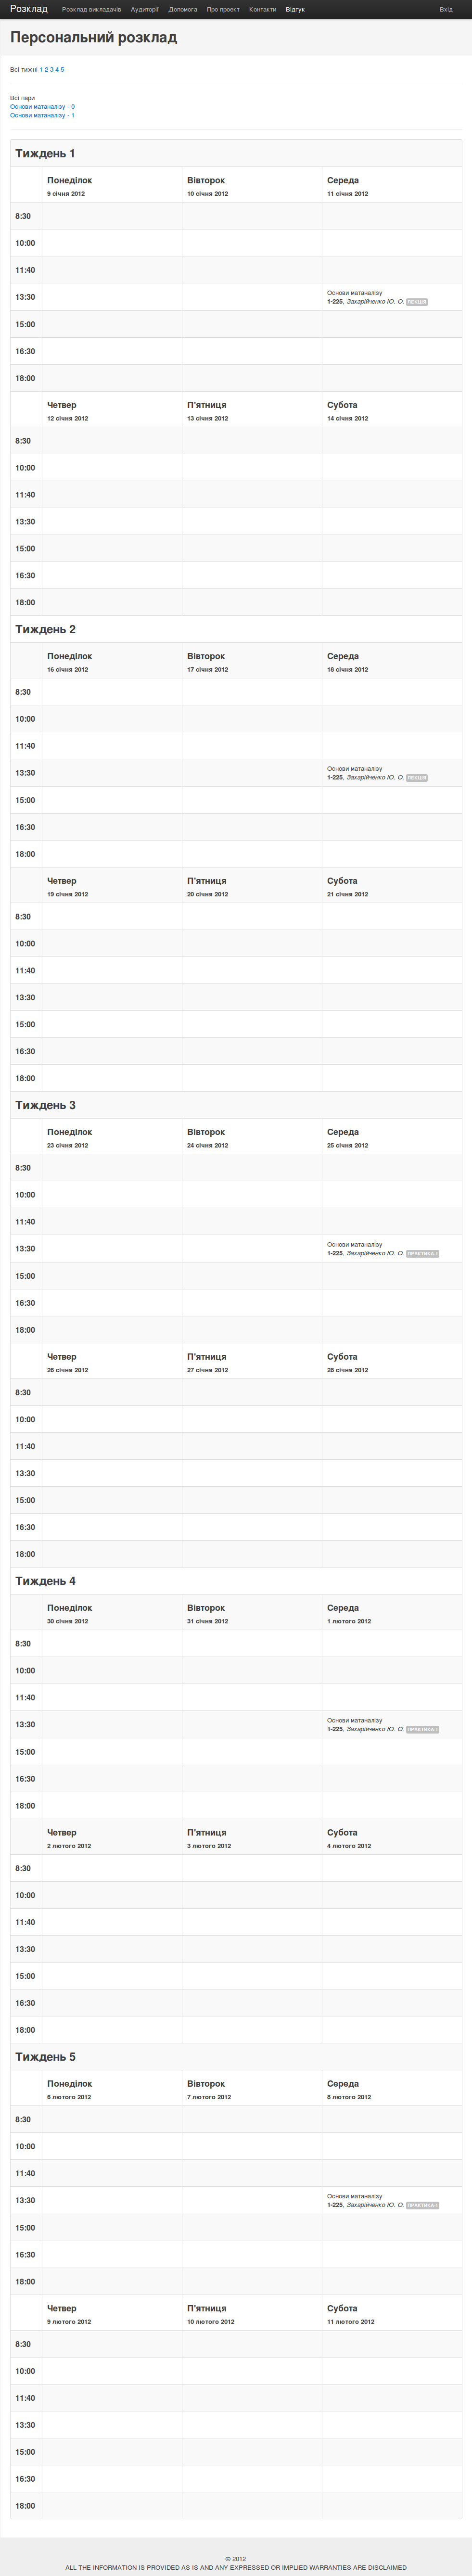 Розклад Розклад викладачів Аудиторії Допомога Про проект Контакти Відгук Вхід
Персональний розклад
Всі тижні 1 2 3 4 5
Всі пари
Основи матаналізу - 0
Основи матаналізу - 1
Тиждень 1
Понеділок Вівторок Середа
9 січня 2012 10 січня 2012 11 січня 2012
8:30
10:00
11:40
13:30 Основи матаналізу
1-225, Захарійченко Ю. О. ЛЕКЦІЯ
15:00
16:30
18:00
Четвер П'ятниця Субота
12 січня 2012 13 січня 2012 14 січня 2012
8:30
10:00
11:40
13:30
15:00
16:30
18:00
Тиждень 2
Понеділок Вівторок Середа
16 січня 2012 17 січня 2012 18 січня 2012
8:30
10:00
11:40
13:30 Основи матаналізу
1-225, Захарійченко Ю. О. ЛЕКЦІЯ
15:00
16:30
18:00
Четвер П'ятниця Субота
19 січня 2012 20 січня 2012 21 січня 2012
8:30
10:00
11:40
13:30
15:00
16:30
18:00
Тиждень 3
Понеділок Вівторок Середа
23 січня 2012 24 січня 2012 25 січня 2012
8:30
10:00
11:40
13:30 Основи матаналізу
1-225, Захарійченко Ю. О. ПРАКТИКА-1
15:00
16:30
18:00
Четвер П'ятниця Субота
26 січня 2012 27 січня 2012 28 січня 2012
8:30
10:00
11:40
13:30
15:00
16:30
18:00
Тиждень 4
Понеділок Вівторок Середа
30 січня 2012 31 січня 2012 1 лютого 2012
8:30
10:00
11:40
13:30 Основи матаналізу
1-225, Захарійченко Ю. О. ПРАКТИКА-1
15:00
16:30
18:00
Четвер П'ятниця Субота
2 лютого 2012 3 лютого 2012 4 лютого 2012
8:30
10:00
11:40
13:30
15:00
16:30
18:00
Тиждень 5
Понеділок Вівторок Середа
6 лютого 2012 7 лютого 2012 8 лютого 2012
8:30
10:00
11:40
13:30 Основи матаналізу
1-225, Захарійченко Ю. О. ПРАКТИКА-1
15:00
16:30
18:00
Четвер П'ятниця Субота
9 лютого 2012 10 лютого 2012 11 лютого 2012
8:30
10:00
11:40
13:30
15:00
16:30
18:00
© 2012
ALL THE INFORMATION IS PROVIDED AS IS AND ANY EXPRESSED OR IMPLIED WARRANTIES ARE DISCLAIMED